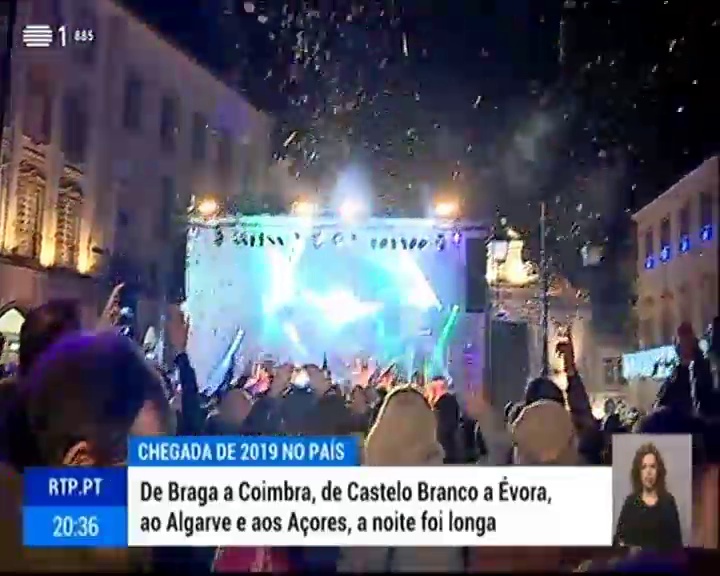 1 885
CHEGADA DE 2019 NO PAÍS
RTP.PT
De Braga a Coimbra, de Castelo Branco a Évora,
20:36
ao Algarve e aos Açores, a noite foi longa